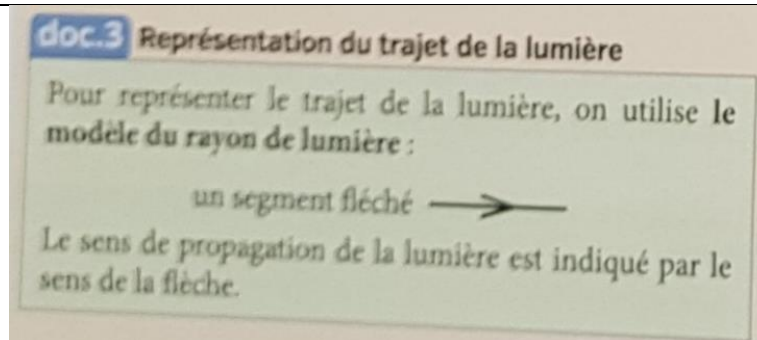 doc.3 Représentation du trajet de la lumière
Pour représenter le trajet de la lumière, on utilise le
modèle du rayon de lumière :
un segment fléché
Le sens de propagation de la lumière est indiqué par le
sens de la flèche.